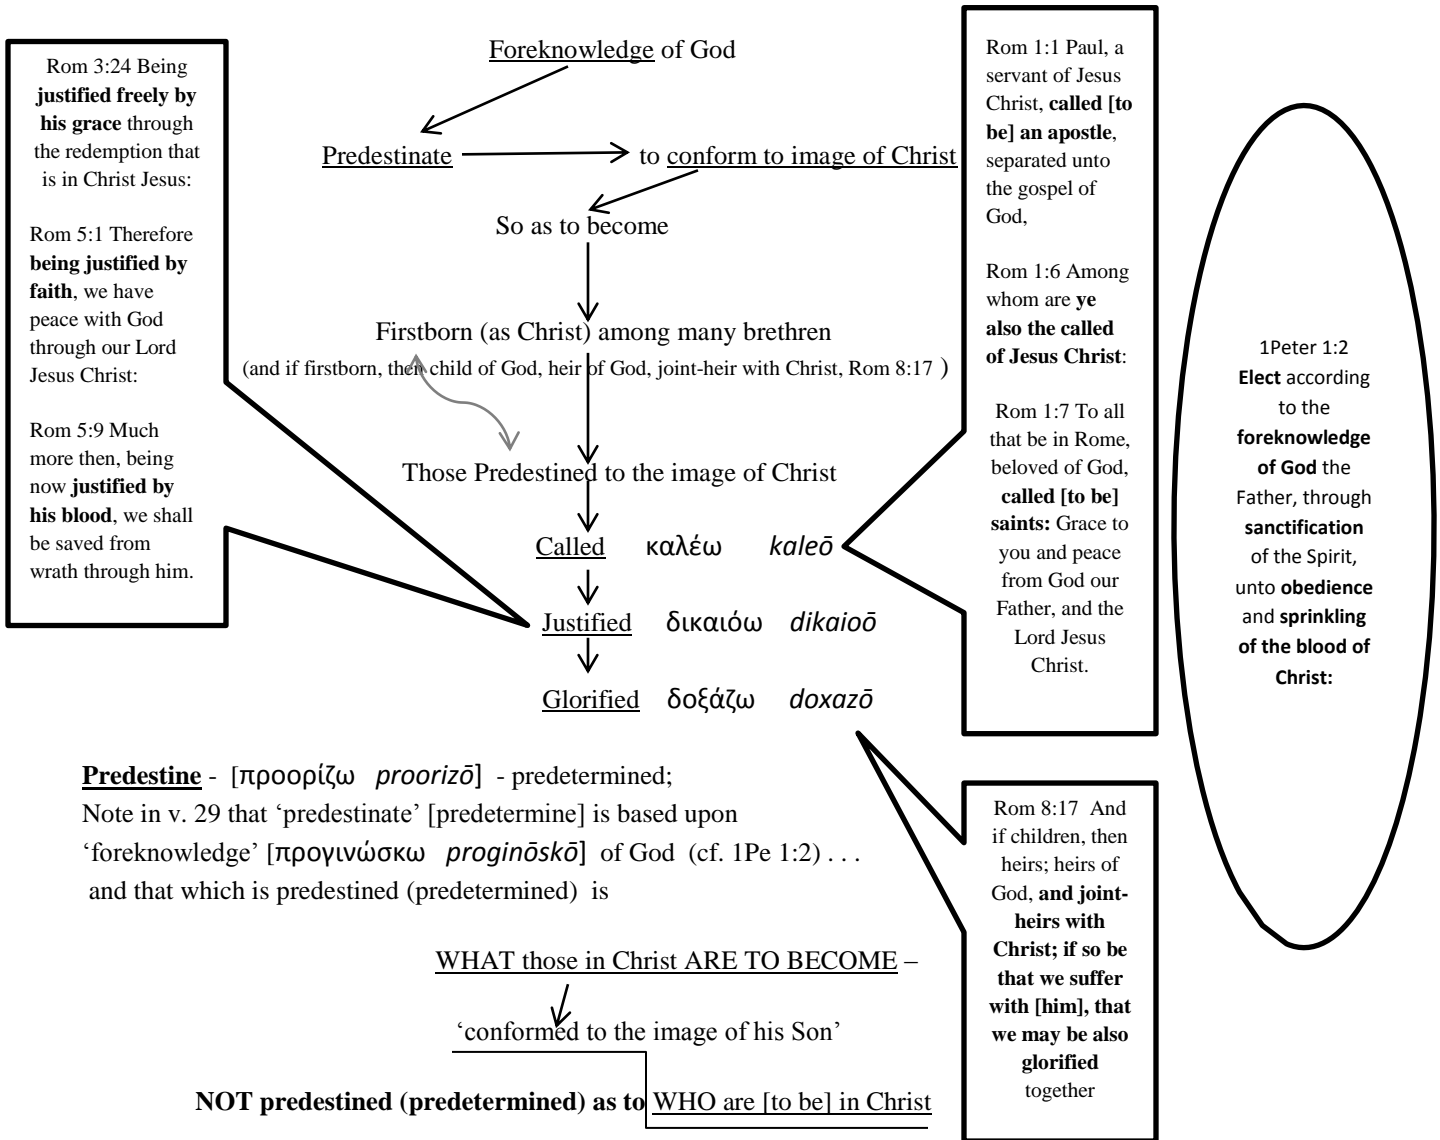 Rom 3:24 Being
justified freely by
his grace through
the redemption that
is in Christ Jesus:
Rom 5:1 Therefore
being justified by
faith, we have
peace with God
through our Lord
Jesus Christ:
Rom 5:9 Much
more then, being
now justified by
his blood, we shall
be saved from
wrath through him.
Foreknowledge of God
Predestinate to conform to image of Christ
So as to become
Firstborn (as Christ) among many brethren
(and if firstborn, then child of God, heir of God, joint-heir with Christ, Rom 8:17 )
Those Predestined to the image of Christ
Called καλέω kaleō
Justified δικαιόω dikaioō
Glorified δοξάζω doxazō
Rom 1:1 Paul, a
servant of Jesus
Christ, called [to
be] an apostle,
separated unto
the gospel of
God,
Rom 1:6 Among
whom are ye
also the called
of Jesus Christ:
Rom 1:7 To all
that be in Rome,
beloved of God,
called [to be]
saints: Grace to
you and peace
from God our
Father, and the
Lord Jesus
Christ.
1Peter 1:2
Elect according
to the
foreknowledge
of God the
Father, through
sanctification
of the Spirit,
unto obedience
and sprinkling
of the blood of
Christ:
Predestine - [προορίζω proorizō] - predetermined;
Note in v. 29 that ‘predestinate’ [predetermine] is based upon
‘foreknowledge’ [προγινώσκω proginōskō] of God (cf. 1Pe 1:2) . . .
and that which is predestined (predetermined) is
WHAT those in Christ ARE TO BECOME –
‘conformed to the image of his Son’
NOT predestined (predetermined) as to WHO are [to be] in Christ
Rom 8:17 And
if children, then
heirs; heirs of
God, and joint-
heirs with
Christ; if so be
that we suffer
with [him], that
we may be also
glorified
together